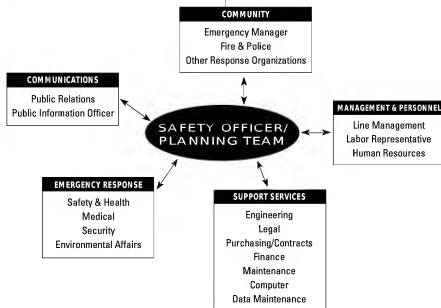 COMMUNITY
Emergency Manager
Fire & Police
Other Response Organizations
COMMUNICATIONS
Public Relations
Public Information Officer
SAFETY OFFICER/
PLANNING TEAM
MANAGEMENT & PERSONNEL
Line Management
Labor Representative
Human Resources
EMERGENCY RESPONSE
Safety & Health
Medical
Security
Environmental Affairs
SUPPORT SERVICES
Engineering
Legal
Purchasing/Contracts
Finance
Maintenance
Computer
Data Maintenance